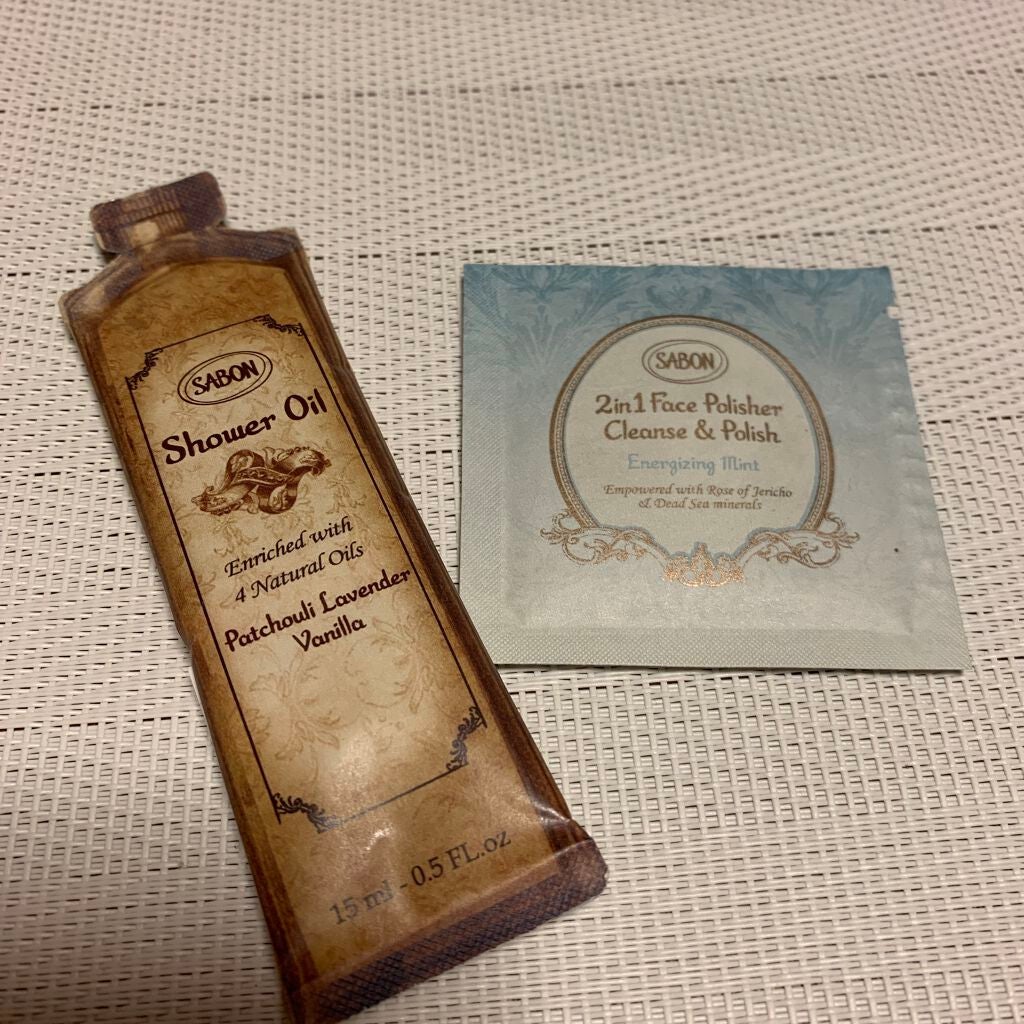 SABON
Shower Oil
Enriched with
4 Natural Oils
Patchouli Lavender
Vanilla
15 ml - 0.5 FL.oz
SABON
2in1 Face Polisher
Cleanse & Polish
Energizing Mint
Empowered with Rose of Jericho
& Dead Sea minerals